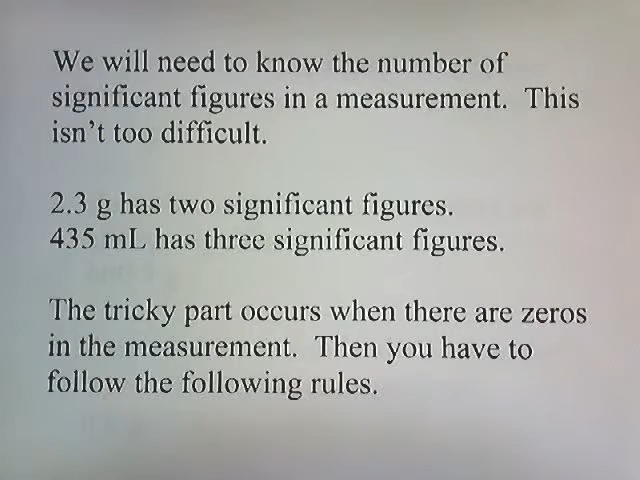 We will need to know the number of
significant figures in a measurement.  This
isn't too difficult.
2.3 g has two significant figures.
435 mL has three significant figures.
The tricky part occurs when there are zeros
in the measurement.  Then you have to
follow the following rules.